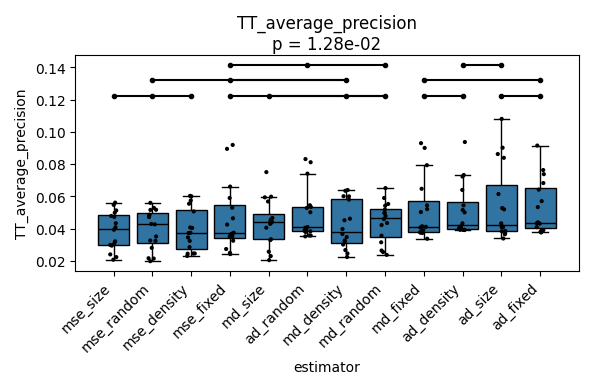 TT_average_precision
p = 1.28e-02
TT_average_precision
0.14
0.12
0.10
0.08
0.06
0.04
0.02
mse_size
mse_random
mse_density
mse_fixed
md_size
ad_random
md_density
md_random
md_fixed
ad_density
ad_size
ad_fixed
estimator